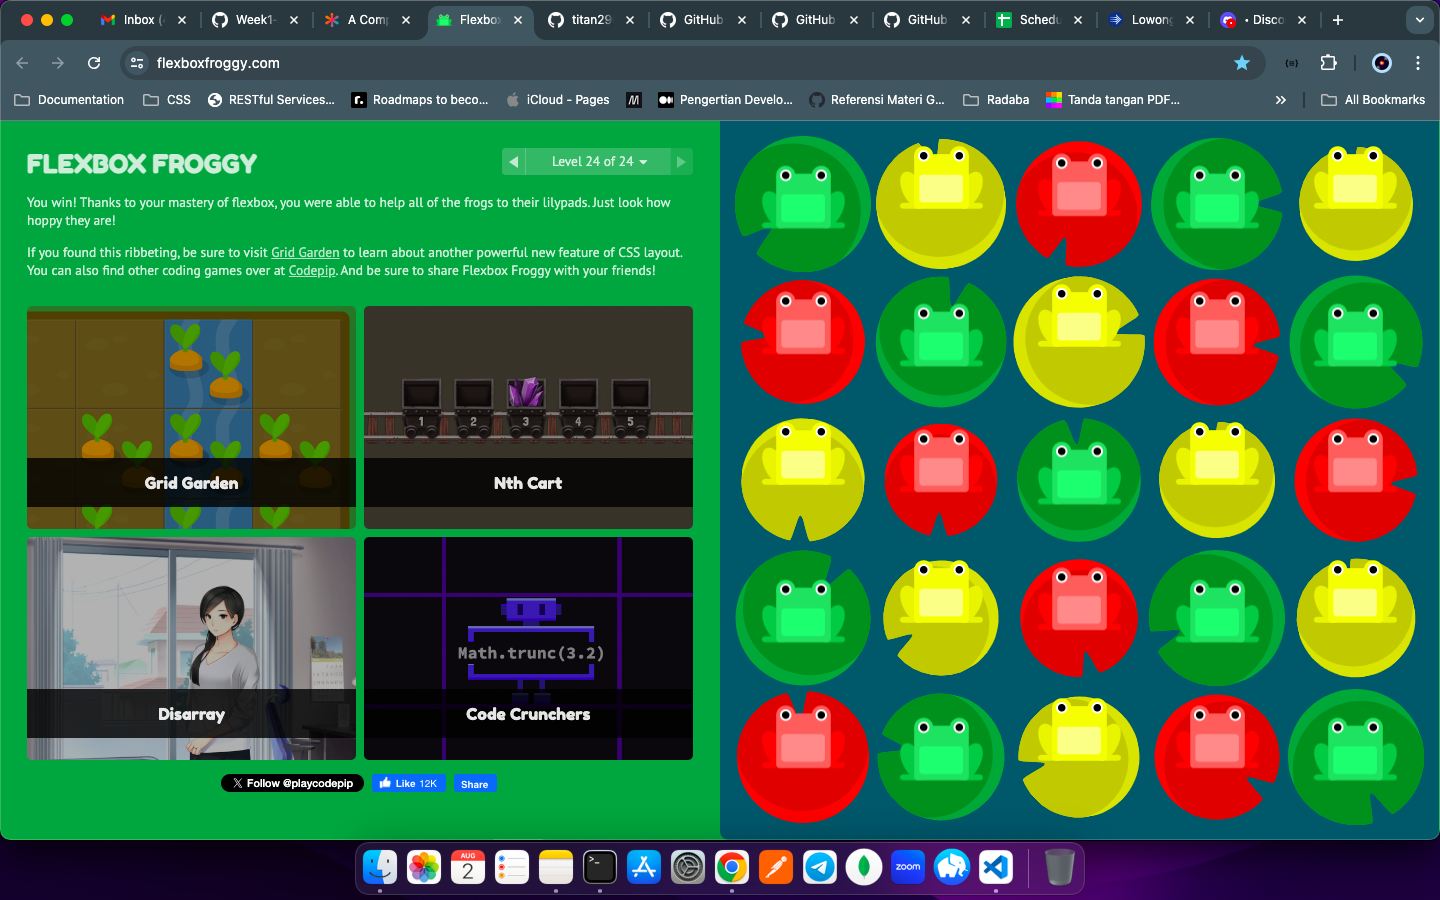 Inbox (
Week1-
A Comp
Flexbox
titan29
GitHub
GitHub
GitHub
Schedu
Lowong
• Disco
flexboxfroggy.com
Documentation
CSS
RESTful Services...
Roadmaps to beco...
iCloud - Pages
M
Pengertian Develo...
Referensi Materi G...
Radaba
Tanda tangan PDF...
All Bookmarks
FLEXBOX FROGGY
Level 24 of 24
You win! Thanks to your mastery of flexbox, you were able to help all of the frogs to their lilypads. Just look how
hoppy they are!
If you found this ribbeting, be sure to visit Grid Garden to learn about another powerful new feature of CSS layout.
You can also find other coding games over at Codepip. And be sure to share Flexbox Froggy with your friends!
Grid Garden
1 2 3 4 5
Nth Cart
Disarray
Math.trunc(3.2)
Code Crunchers
Follow @playcodepip
Like 12K
Share
AUG
2
zoom